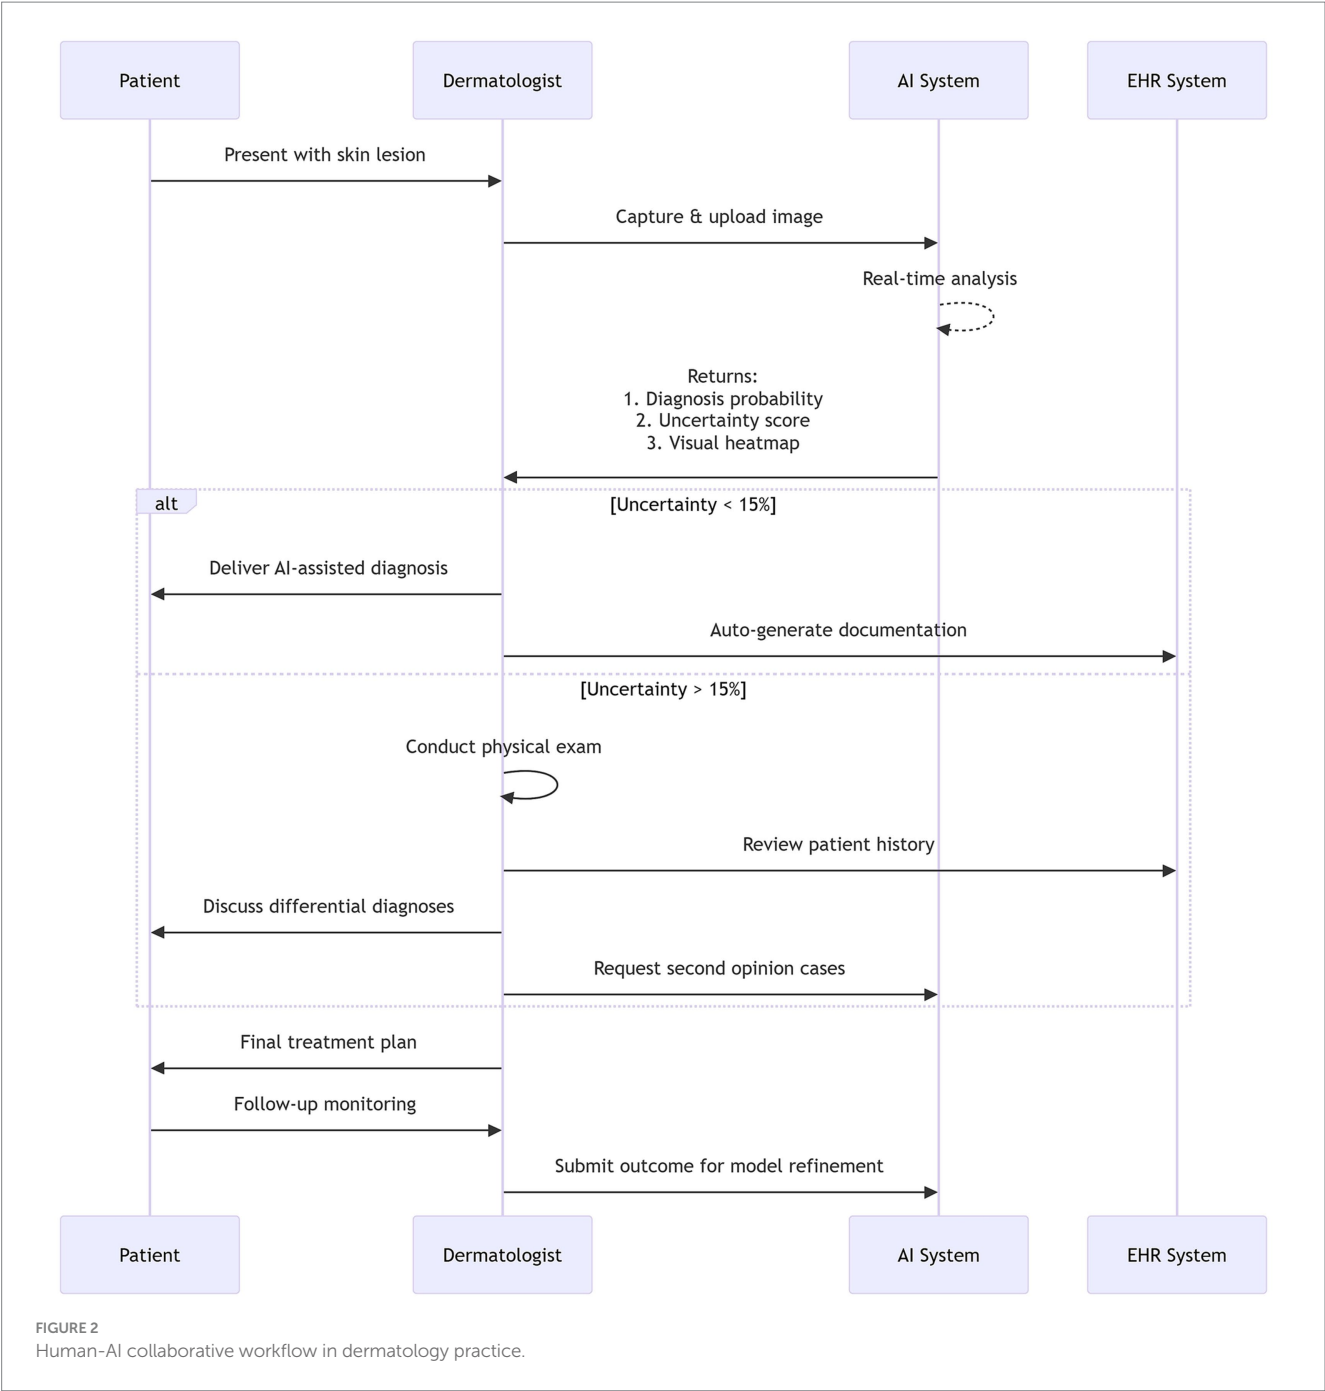 Patient
Dermatologist
AI System
EHR System
Present with skin lesion
Capture & upload image
Real-time analysis
Returns:
1. Diagnosis probability
2. Uncertainty score
3. Visual heatmap
alt
[Uncertainty < 15%]
Deliver AI-assisted diagnosis
Auto-generate documentation
[Uncertainty > 15%]
Conduct physical exam
Review patient history
Discuss differential diagnoses
Request second opinion cases
Final treatment plan
Follow-up monitoring
Submit outcome for model refinement
Patient
Dermatologist
AI System
EHR System
FIGURE 2
Human-AI collaborative workflow in dermatology practice.